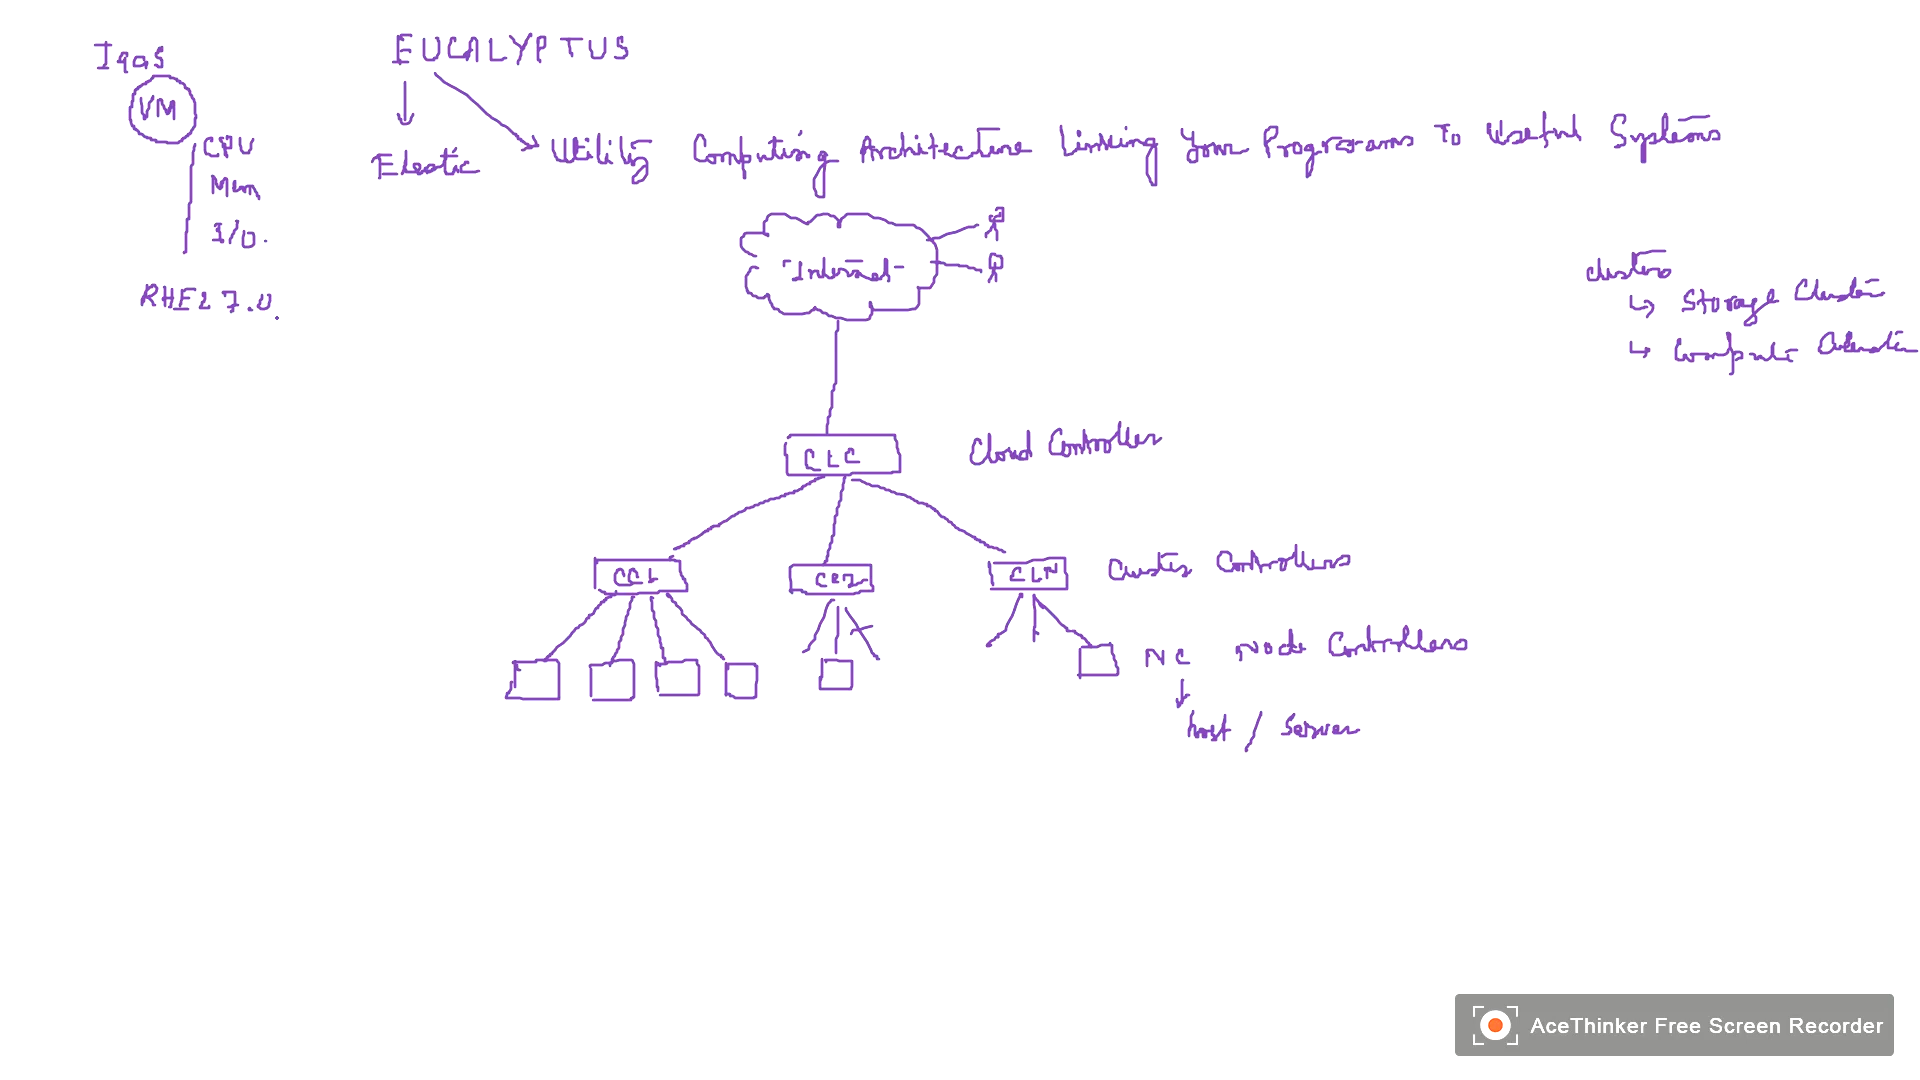 IaaS
VM
CPU
Mem
I/O.
RHEL 7.0.
EUCALYPTUS
Elastic
Utility Computing Architecture Linking Your Programs To Useful Systems
Internet
Clusters
Storage Cluster
Compute Cluster
CLC
Cloud Controller
CC1
CC2
CLN
Cluster Controllers
NC Node Controllers
host / Server
AceThinker Free Screen Recorder